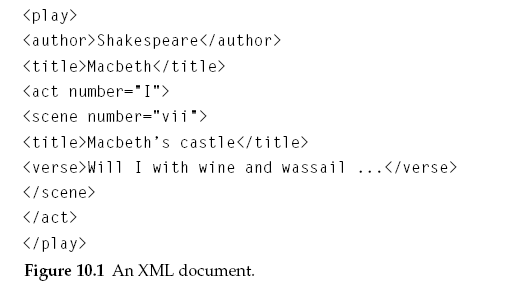 <play>
<author>Shakespeare</author>
<title>Macbeth</title>
<act number="I">
<scene number="vii">
<title>Macbeth’s castle</title>
<verse>Will I with wine and wassail ...</verse>
</scene>
</act>
</play>
Figure 10.1 An XML document.